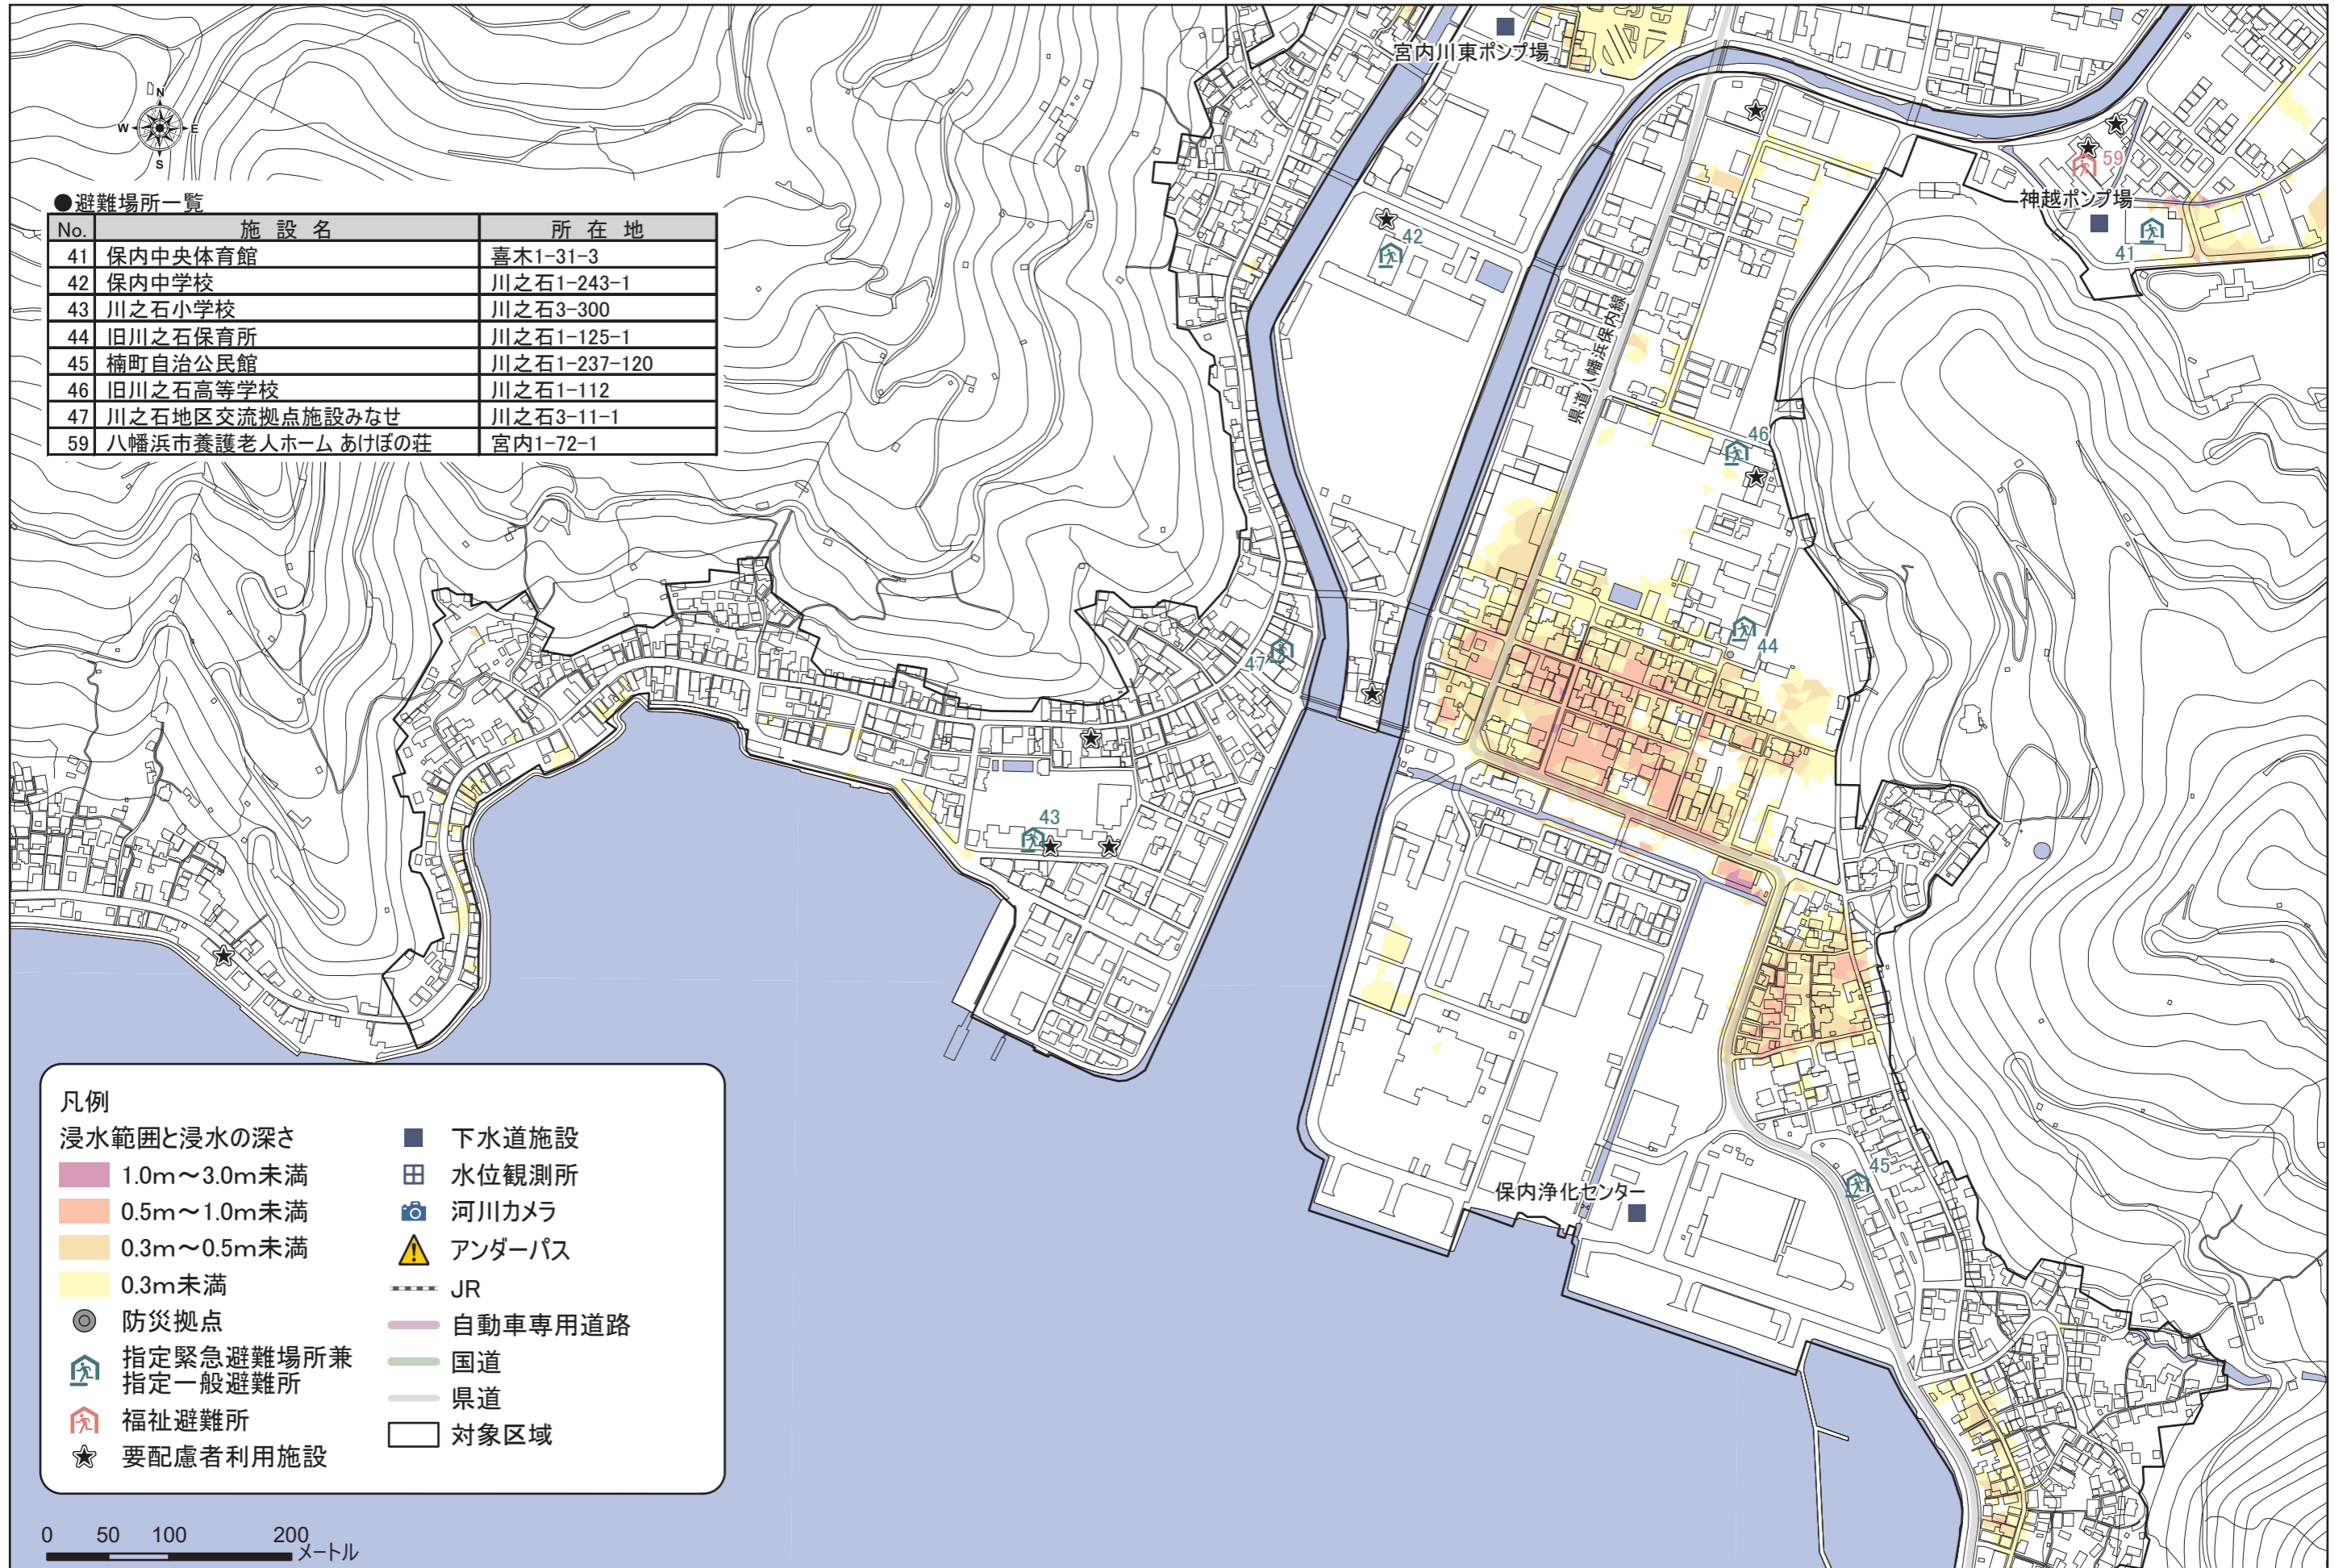 宮内川東ポンプ場
N
W
E
S
59
神越ポンプ場
41
42
県道八幡浜保内線
46
44
47
43
45
保内浄化センター
●避難場所一覧
No. 施設名 所在地
41 保内中央体育館 喜木1-31-3
42 保内中学校 川之石1-243-1
43 川之石小学校 川之石3-300
44 旧川之石保育所 川之石1-125-1
45 楠町自治公民館 川之石1-237-120
46 旧川之石高等学校 川之石1-112
47 川之石地区交流拠点施設みなせ 川之石3-11-1
59 八幡浜市養護老人ホーム あけぼの荘 宮内1-72-1
凡例
浸水範囲と浸水の深さ
1.0m～3.0m未満
0.5m～1.0m未満
0.3m～0.5m未満
0.3m未満
防災拠点
指定緊急避難場所兼
指定一般避難所
福祉避難所
要配慮者利用施設
下水道施設
水位観測所
河川カメラ
アンダーパス
JR
自動車専用道路
国道
県道
対象区域
0 50 100 200
メートル